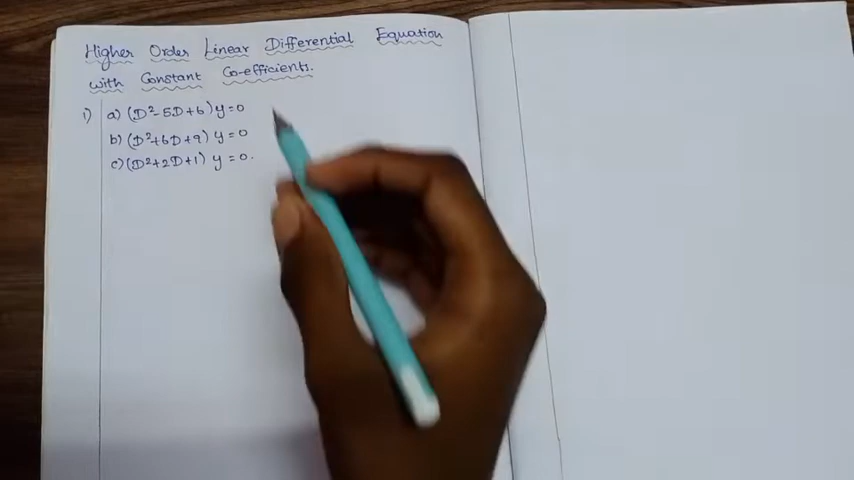 Higher Order Linear Differential Equation
with Constant Co-efficients.
1) a) (D²-5D+6)y=0
b) (D²+6D+9) y=0
c) (D²+2D+1) y=0.